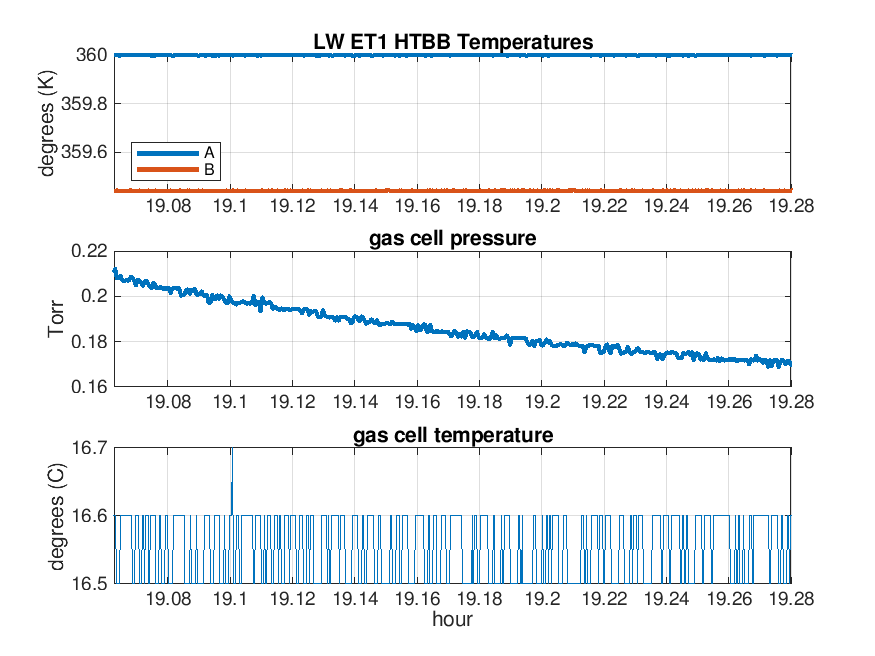 LW ET1 HTBB Temperatures
degrees (K)
360
359.8
359.6
A
B
19.08 19.1 19.12 19.14 19.16 19.18 19.2 19.22 19.24 19.26 19.28
gas cell pressure
Torr
0.22
0.2
0.18
0.16
19.08 19.1 19.12 19.14 19.16 19.18 19.2 19.22 19.24 19.26 19.28
gas cell temperature
degrees (C)
16.7
16.6
16.5
19.08 19.1 19.12 19.14 19.16 19.18 19.2 19.22 19.24 19.26 19.28
hour